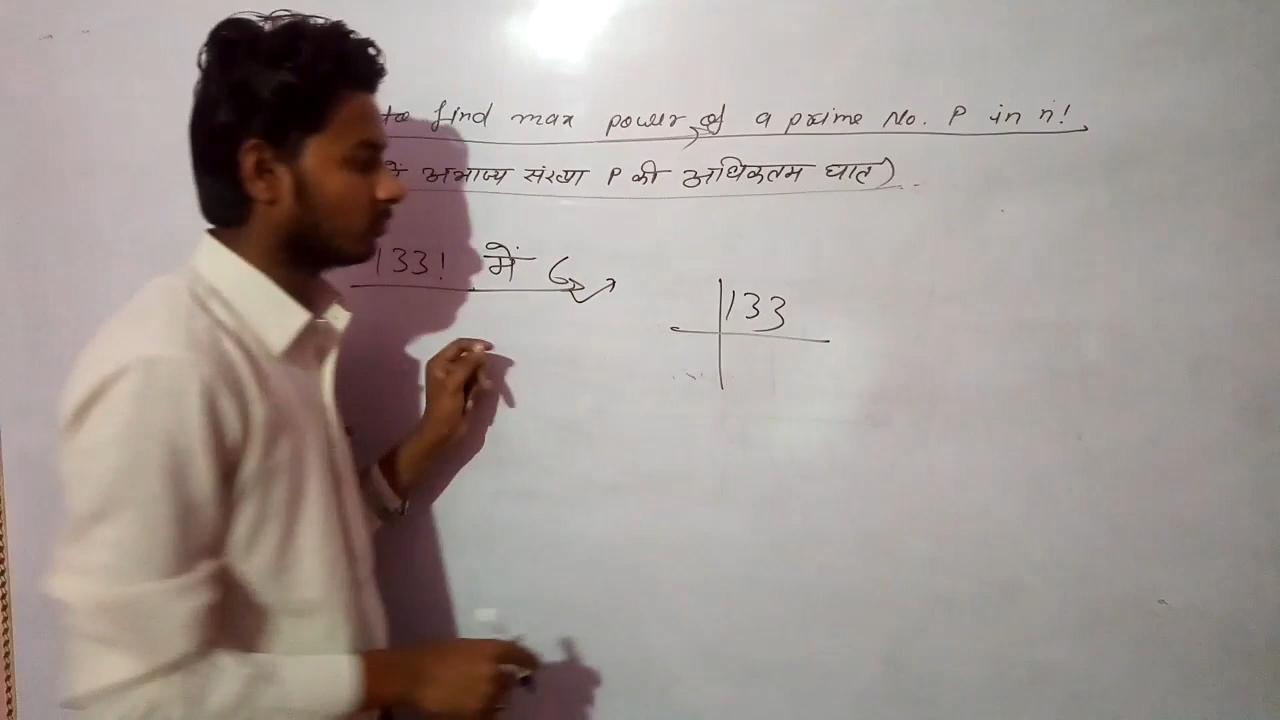 to find max power of a prime No. P in n!
अभाज्य संख्या P की अधिकतम घात)
133! में 6
133